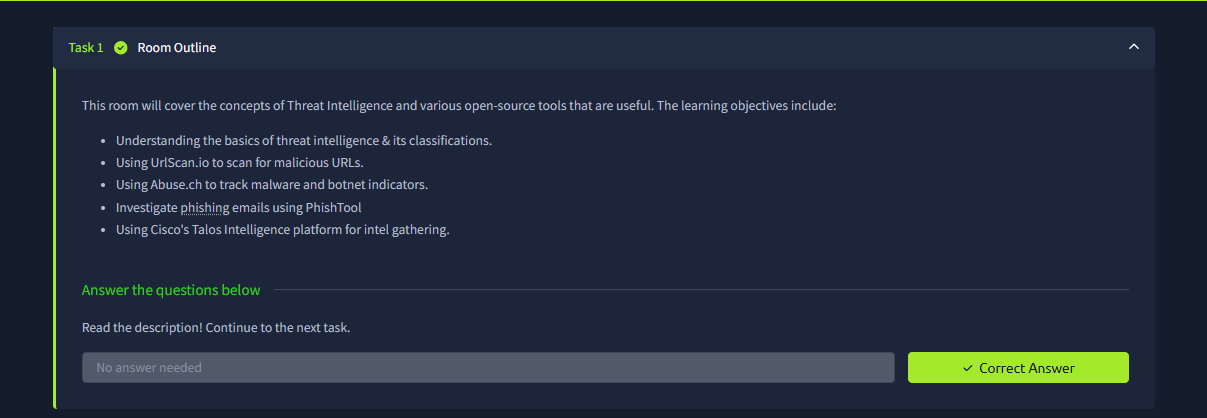 Task 1 Room Outline
This room will cover the concepts of Threat Intelligence and various open-source tools that are useful. The learning objectives include:
• Understanding the basics of threat intelligence & its classifications.
• Using UrlScan.io to scan for malicious URLs.
• Using Abuse.ch to track malware and botnet indicators.
• Investigate phishing emails using PhishTool
• Using Cisco's Talos Intelligence platform for intel gathering.
Answer the questions below
Read the description! Continue to the next task.
No answer needed
Correct Answer